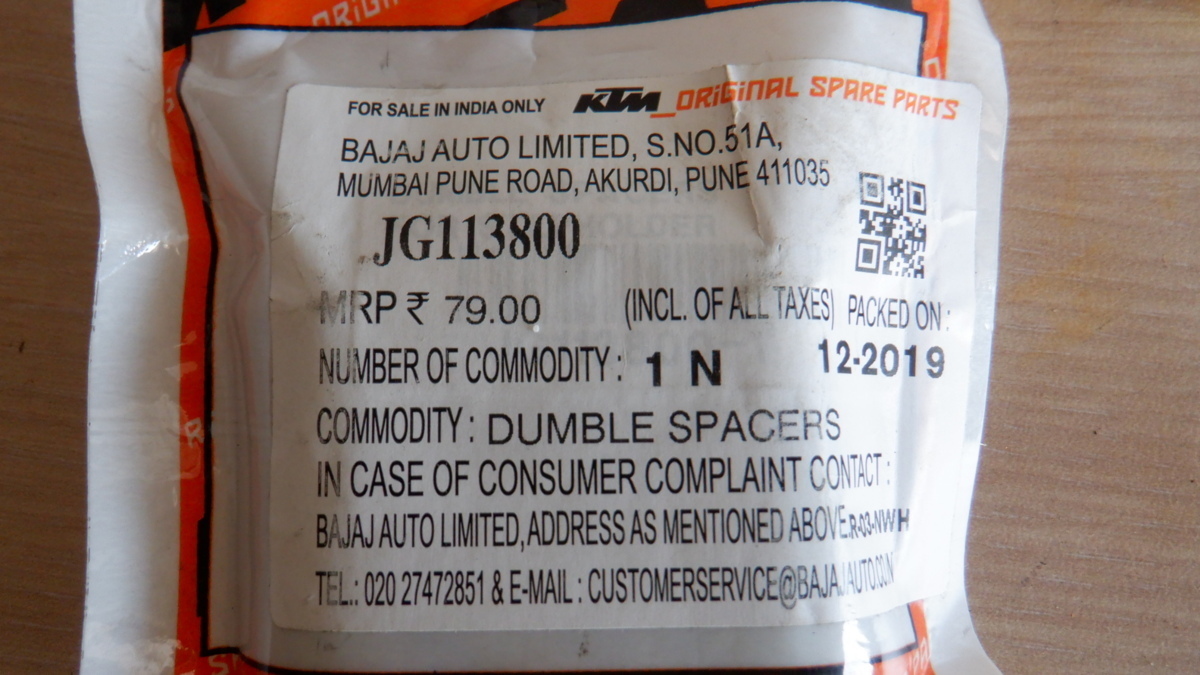 ORiGI
FOR SALE IN INDIA ONLY KTM_ORiGiNAL SPARE PARTS
BAJAJ AUTO LIMITED, S.NO.51A,
MUMBAI PUNE ROAD, AKURDI, PUNE 411035
JG113800
MRP ₹ 79.00 (INCL. OF ALL TAXES) PACKED ON :
NUMBER OF COMMODITY : 1 N 12-2019
COMMODITY : DUMBLE SPACERS
IN CASE OF CONSUMER COMPLAINT CONTACT :
BAJAJ AUTO LIMITED, ADDRESS AS MENTIONED ABOVE. R-03-NWH
TEL.: 020 27472851 & E-MAIL : CUSTOMERSERVICE@BAJAJAUTO.CO.IN